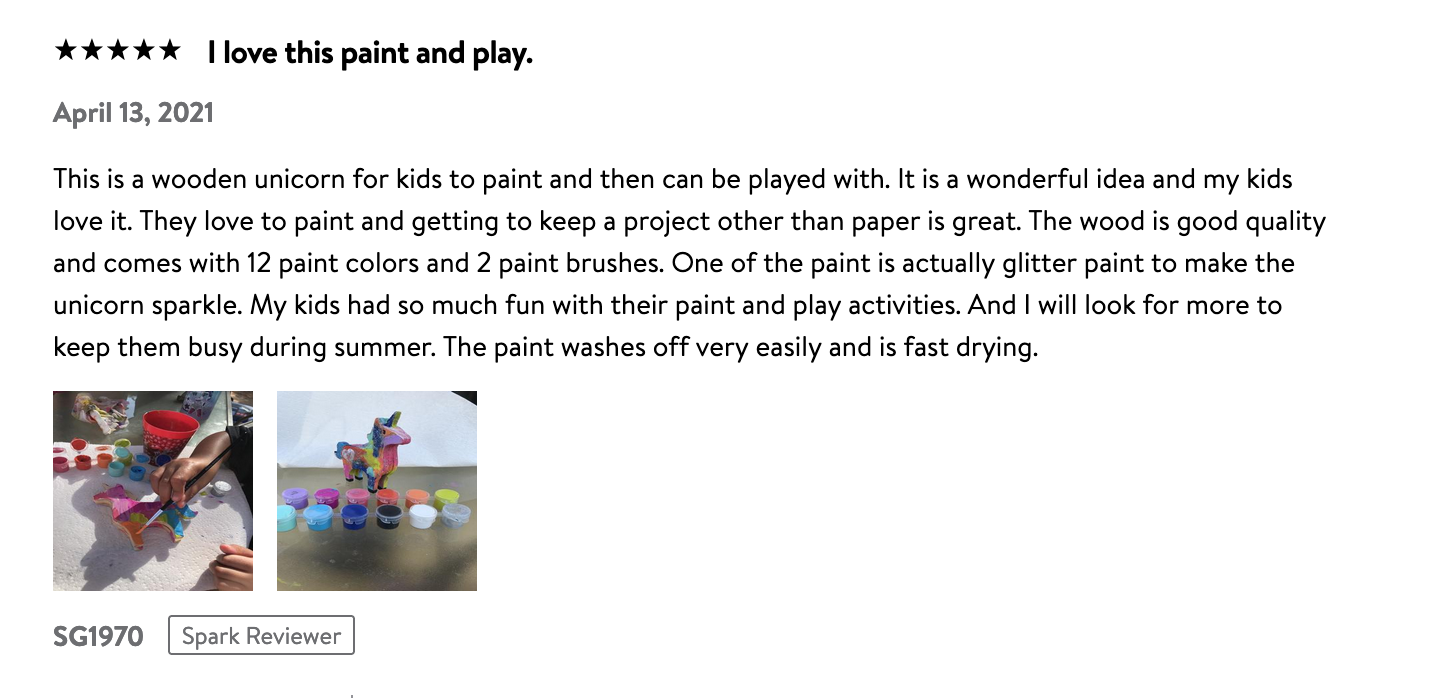 ★★★★★ I love this paint and play.
April 13, 2021
This is a wooden unicorn for kids to paint and then can be played with. It is a wonderful idea and my kids
love it. They love to paint and getting to keep a project other than paper is great. The wood is good quality
and comes with 12 paint colors and 2 paint brushes. One of the paint is actually glitter paint to make the
unicorn sparkle. My kids had so much fun with their paint and play activities. And I will look for more to
keep them busy during summer. The paint washes off very easily and is fast drying.
SG1970 Spark Reviewer